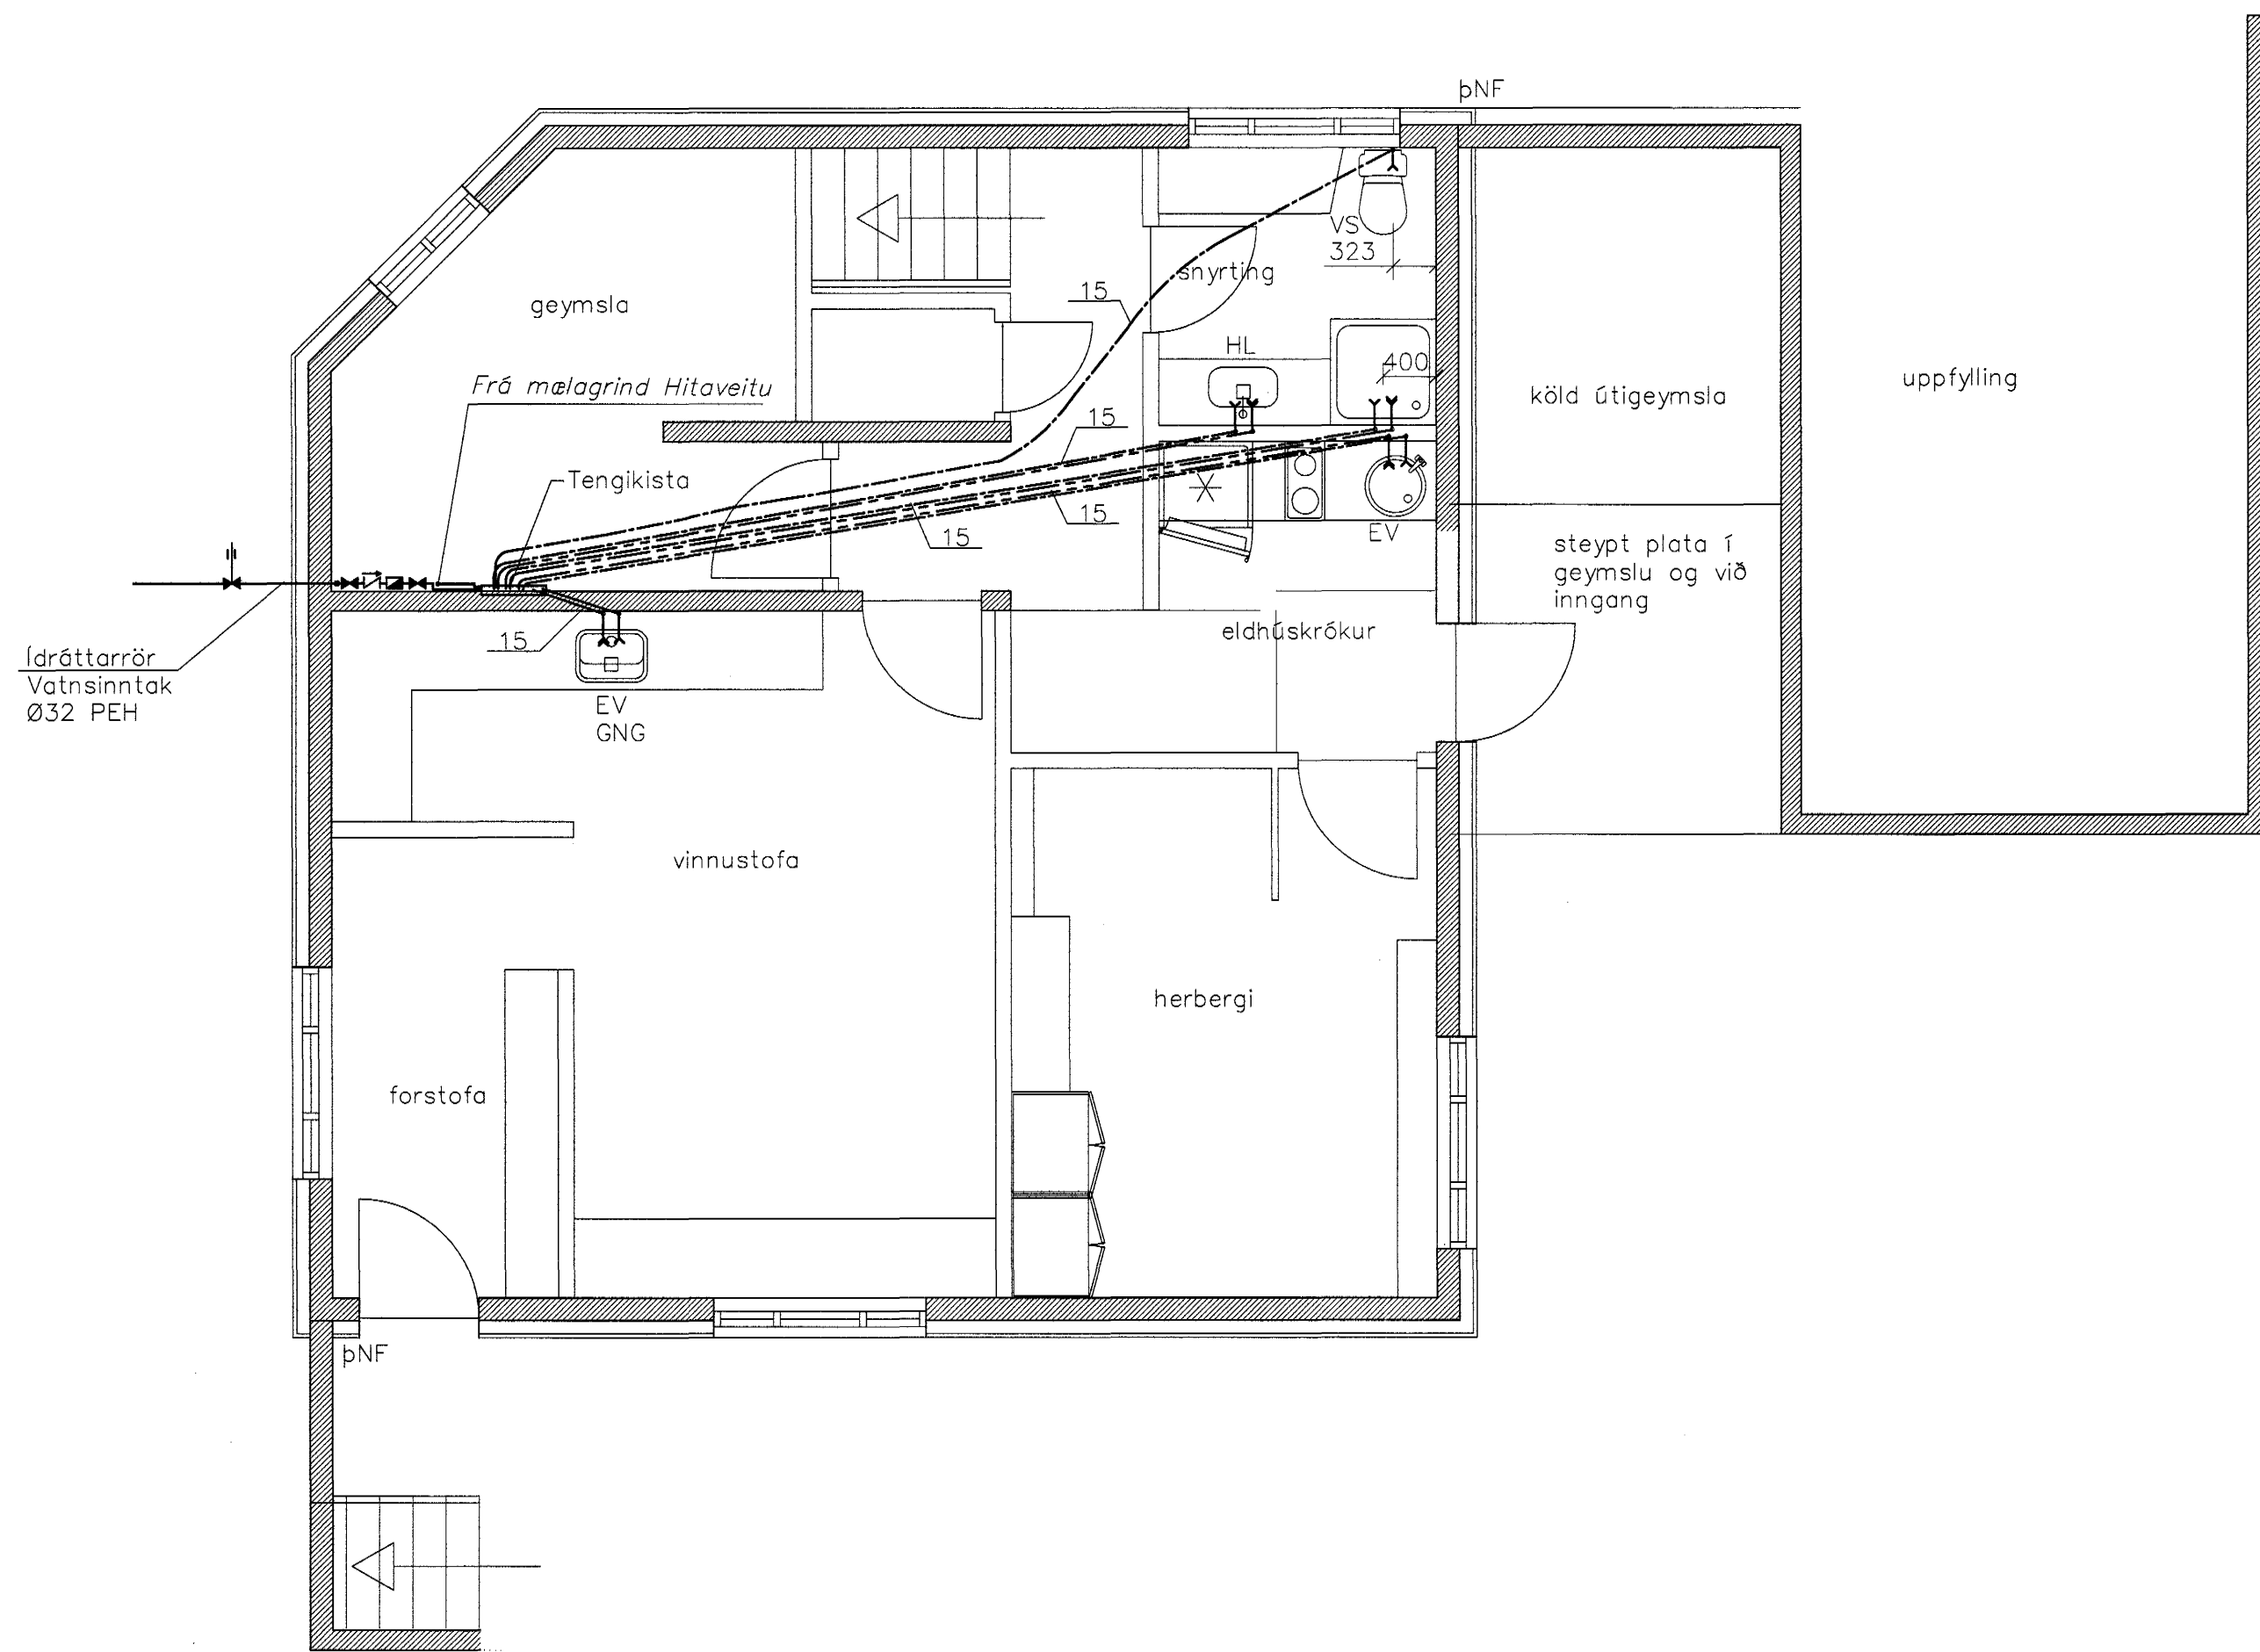 þNF
VS
323
snyrting
15
geymsla
HL
400
Frá mælagrind Hitaveitu
köld útigeymsla
uppfylling
15
Tengikista
15
15
EV
steypt plata í
geymslu og við
inngang
eldhúskrókur
15
Ídráttarrör
Vatnsinntak
Ø32 PEH
EV
GNG
vinnustofa
herbergi
forstofa
þNF